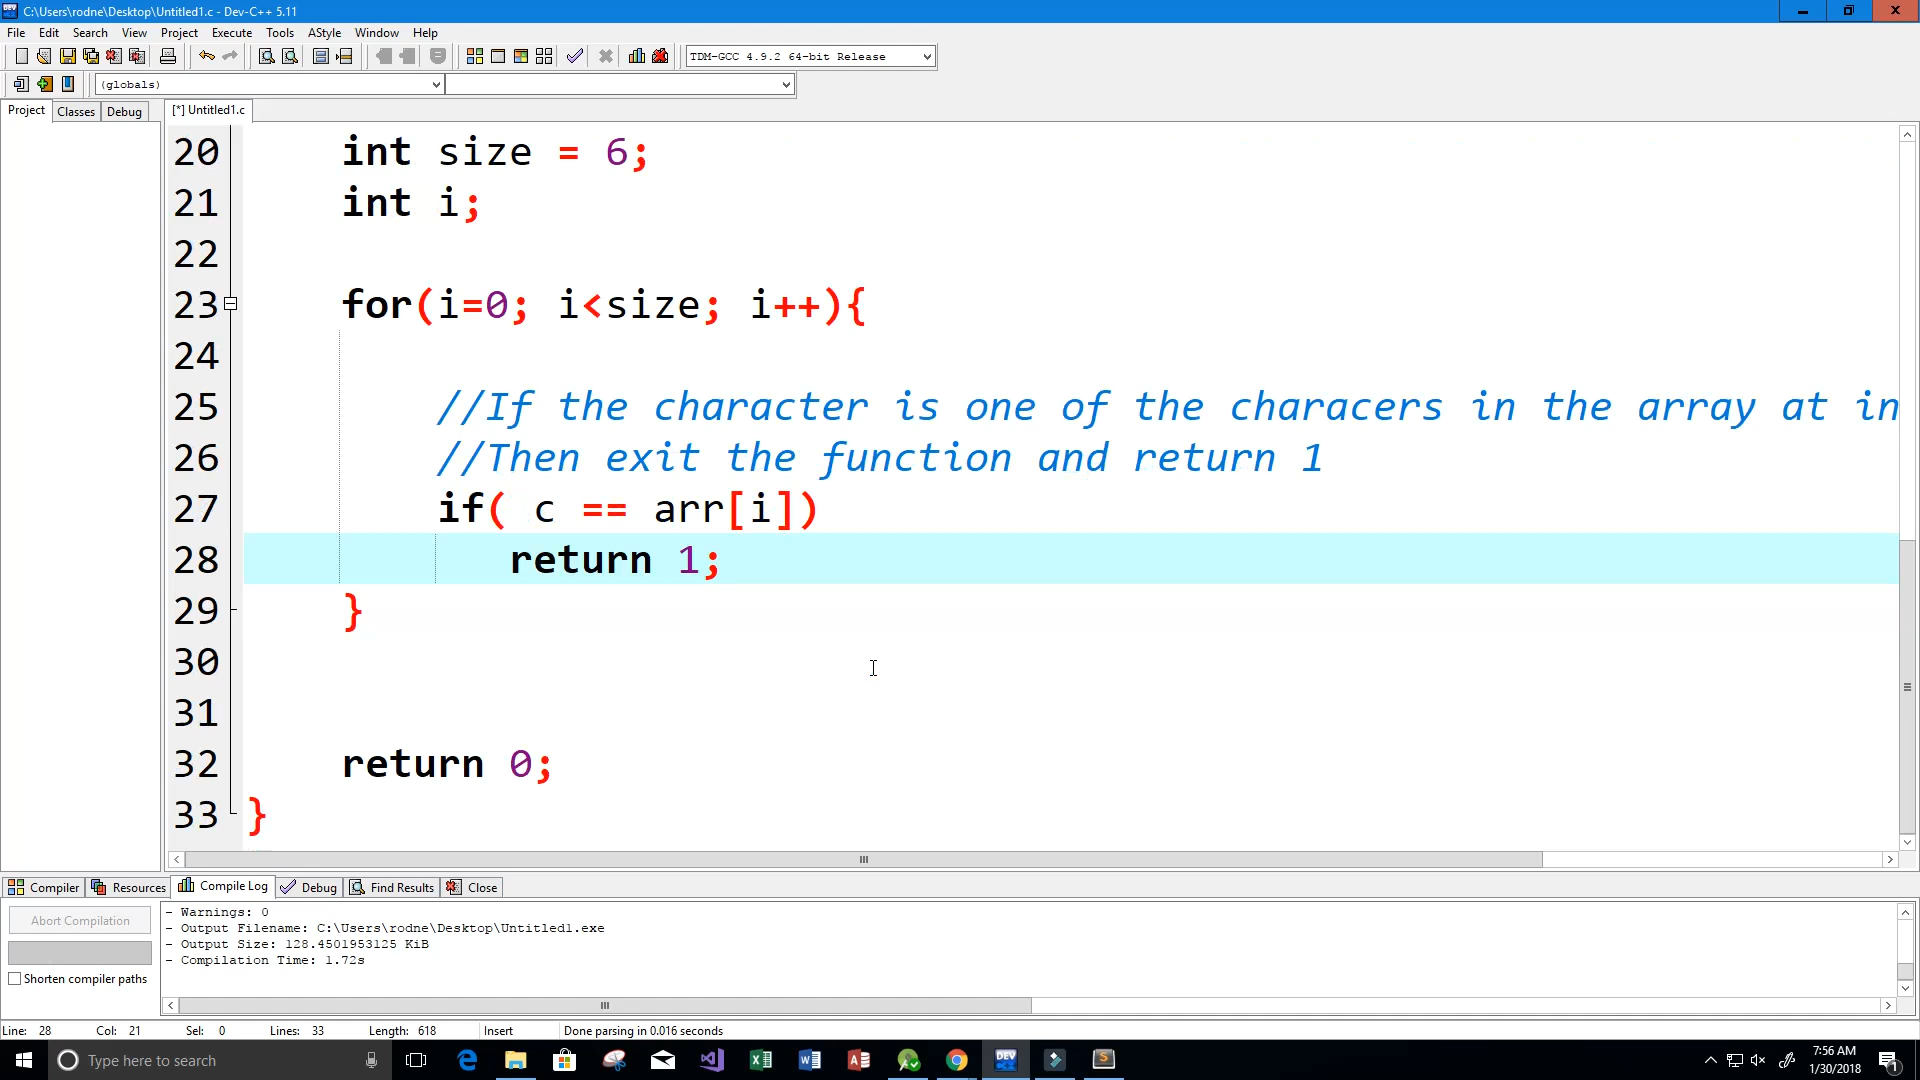 C:\Users\rodne\Desktop\Untitled1.c - Dev-C++ 5.11
File Edit Search View Project Execute Tools AStyle Window Help
TDM-GCC 4.9.2 64-bit Release
(globals)
Project Classes Debug [*] Untitled1.c
20 int size = 6;
21 int i;
22
23 for(i=0; i<size; i++){
24
25 //If the character is one of the characers in the array at in
26 //Then exit the function and return 1
27 if( c == arr[i])
28 return 1;
29 }
30
31
32 return 0;
33 }
Compiler Resources Compile Log Debug Find Results Close
Abort Compilation
Shorten compiler paths
- Warnings: 0
- Output Filename: C:\Users\rodne\Desktop\Untitled1.exe
- Output Size: 128.4501953125 KiB
- Compilation Time: 1.72s
Line: 28 Col: 21 Sel: 0 Lines: 33 Length: 618 Insert Done parsing in 0.016 seconds
Type here to search
DEV
7:56 AM
1/30/2018
1